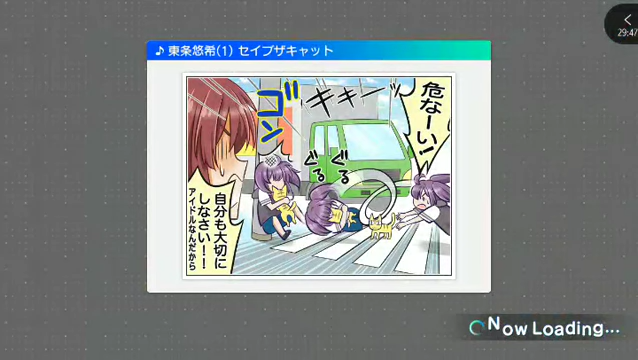 29:47
♪ 東条悠希(1) セイブザキャット
危なーい!
キキーッ
ゴン
ぐる
ぐる
自分も大切に
しなさい!!
アイドルなんだから
Now Loading...